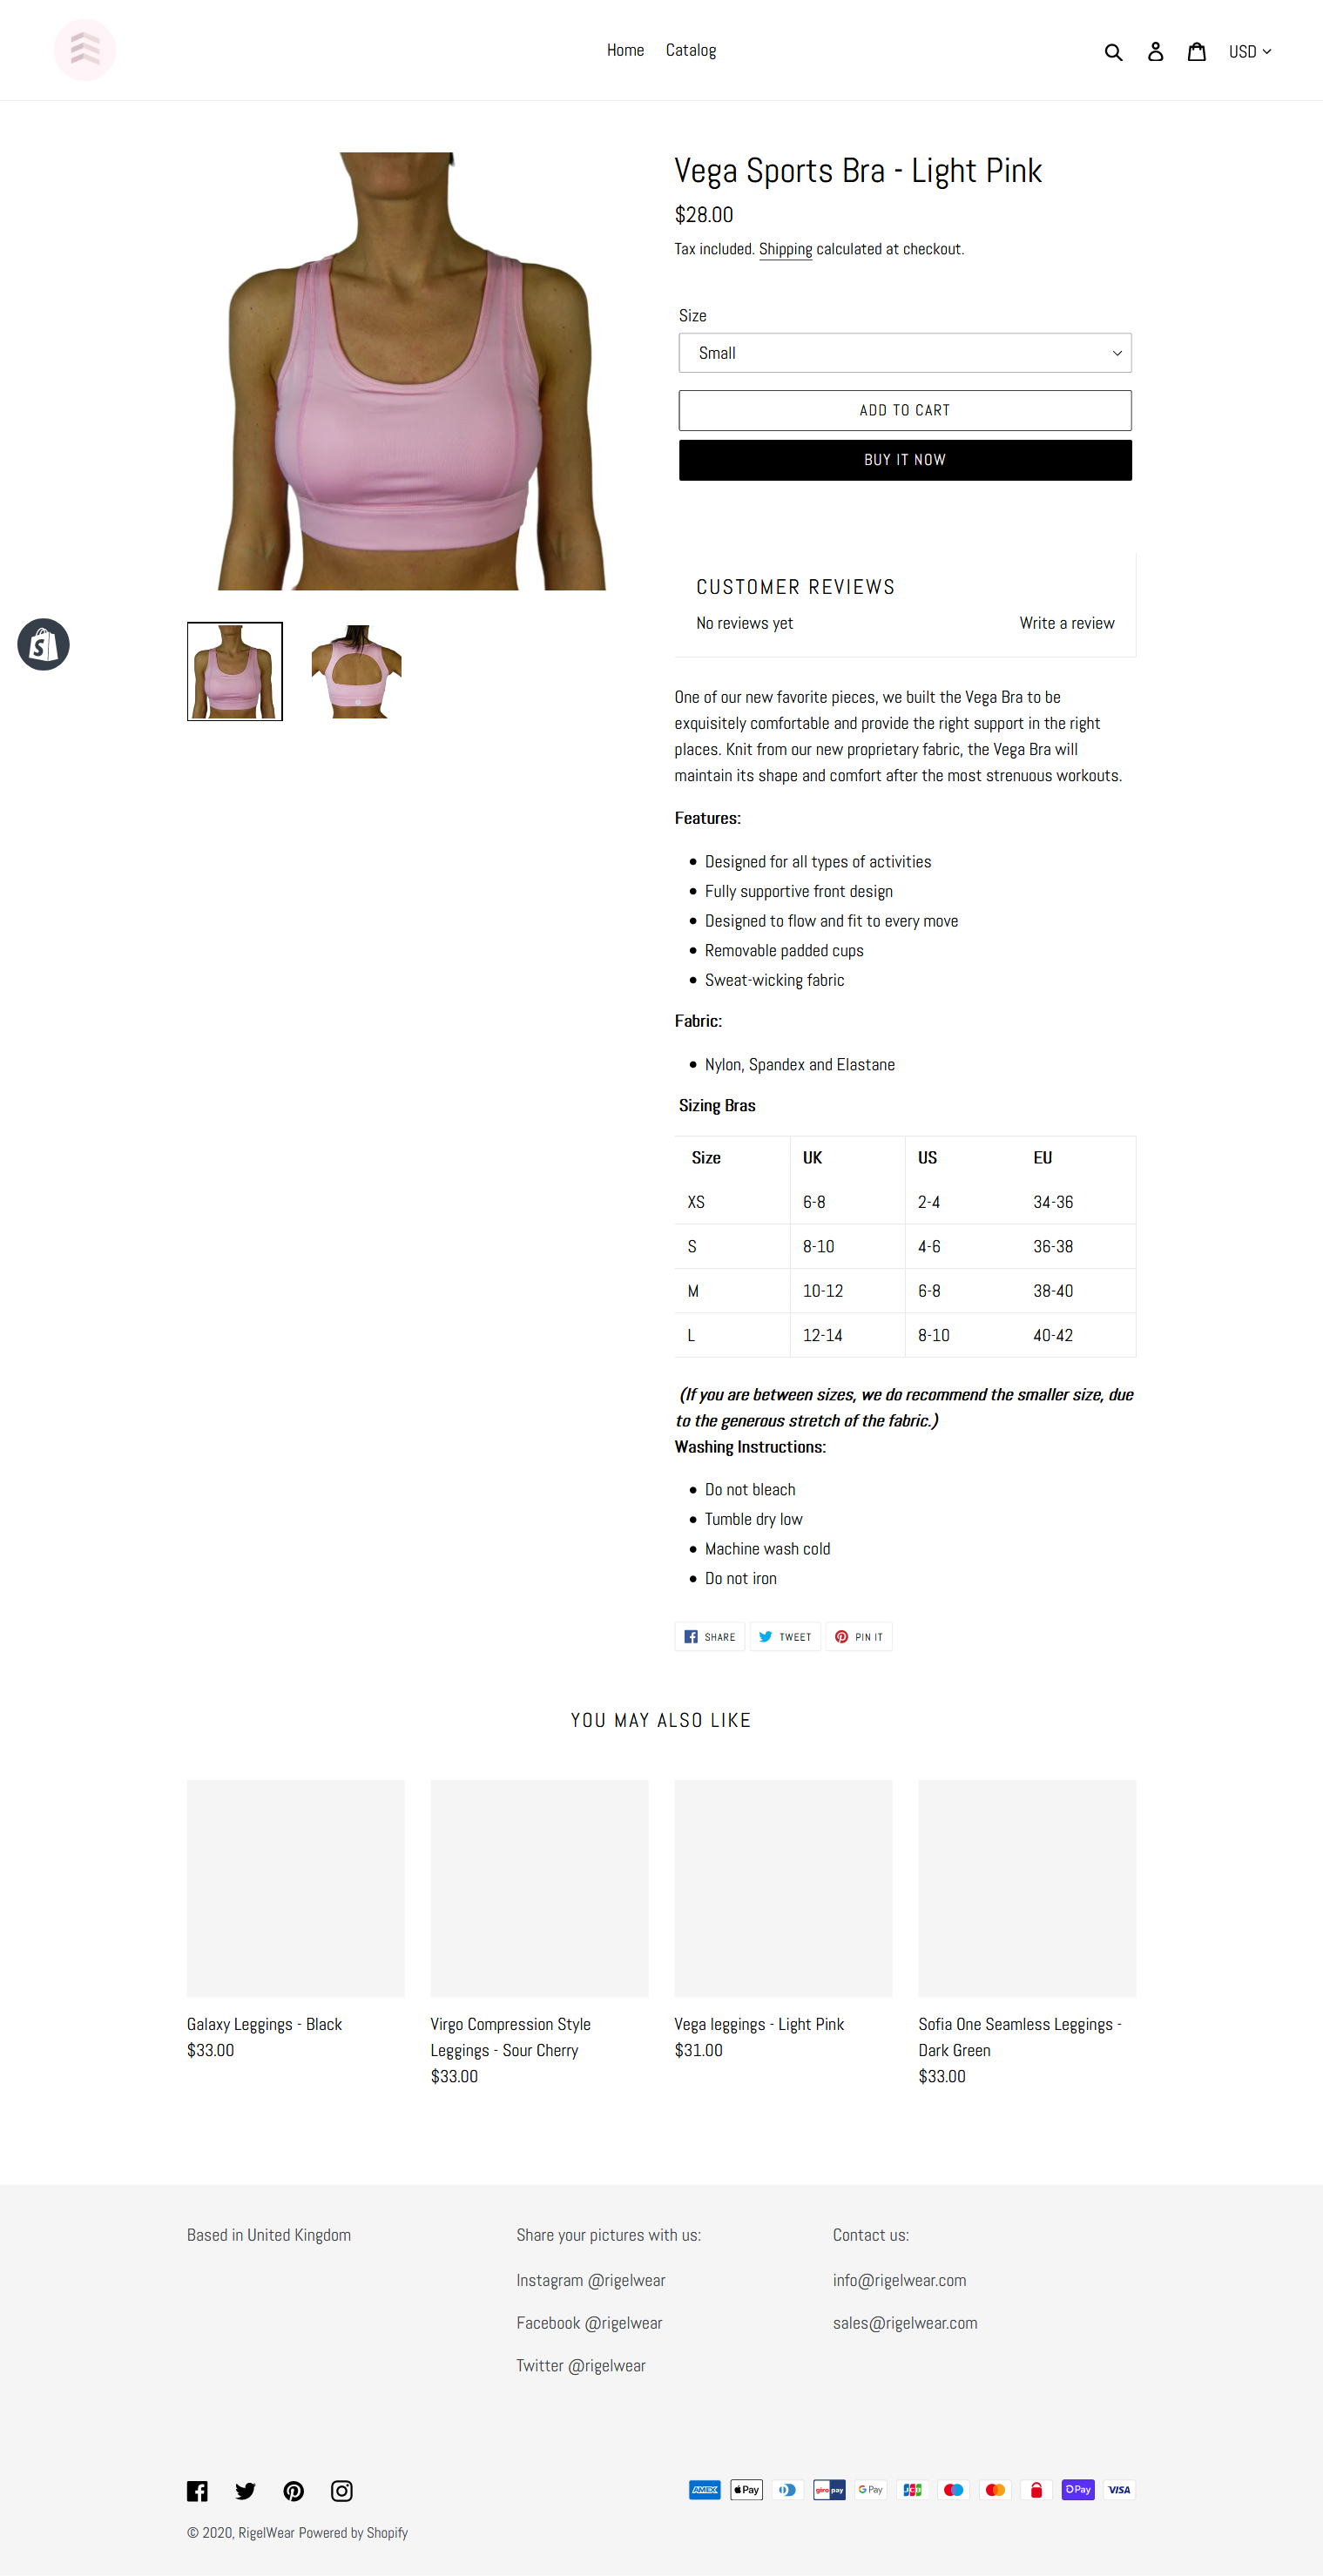 Home Catalog USD
Vega Sports Bra - Light Pink
$28.00
Tax included. Shipping calculated at checkout.
Size
Small
ADD TO CART
BUY IT NOW
CUSTOMER REVIEWS
No reviews yet Write a review
One of our new favorite pieces, we built the Vega Bra to be
exquisitely comfortable and provide the right support in the right
places. Knit from our new proprietary fabric, the Vega Bra will
maintain its shape and comfort after the most strenuous workouts.
Features:
Designed for all types of activities
Fully supportive front design
Designed to flow and fit to every move
Removable padded cups
Sweat-wicking fabric
Fabric:
Nylon, Spandex and Elastane
Sizing Bras
Size UK US EU
XS 6-8 2-4 34-36
S 8-10 4-6 36-38
M 10-12 6-8 38-40
L 12-14 8-10 40-42
(If you are between sizes, we do recommend the smaller size, due
to the generous stretch of the fabric.)
Washing Instructions:
Do not bleach
Tumble dry low
Machine wash cold
Do not iron
SHARE TWEET PIN IT
YOU MAY ALSO LIKE
Galaxy Leggings - Black
$33.00
Virgo Compression Style
Leggings - Sour Cherry
$33.00
Vega leggings - Light Pink
$31.00
Sofia One Seamless Leggings -
Dark Green
$33.00
Based in United Kingdom
Share your pictures with us:
Instagram @rigelwear
Facebook @rigelwear
Twitter @rigelwear
Contact us:
info@rigelwear.com
sales@rigelwear.com
AMEX Pay giropay G Pay JCB OPay VISA
© 2020, RigelWear Powered by Shopify